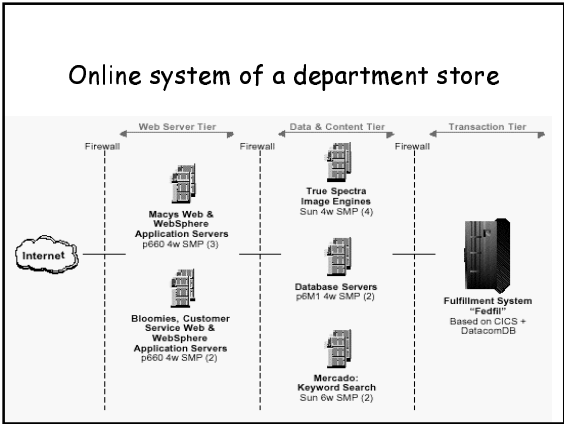 Online system of a department store
Web Server Tier
Data & Content Tier
Transaction Tier
Firewall
Firewall
Firewall
Internet
Macys Web &
WebSphere
Application Servers
p660 4w SMP (3)
Bloomies, Customer
Service Web &
WebSphere
Application Servers
p660 4w SMP (2)
True Spectra
Image Engines
Sun 4w SMP (4)
Database Servers
p6M1 4w SMP (2)
Mercado:
Keyword Search
Sun 6w SMP (2)
Fulfillment System
“Fedfil”
Based on CICS +
DatacomDB